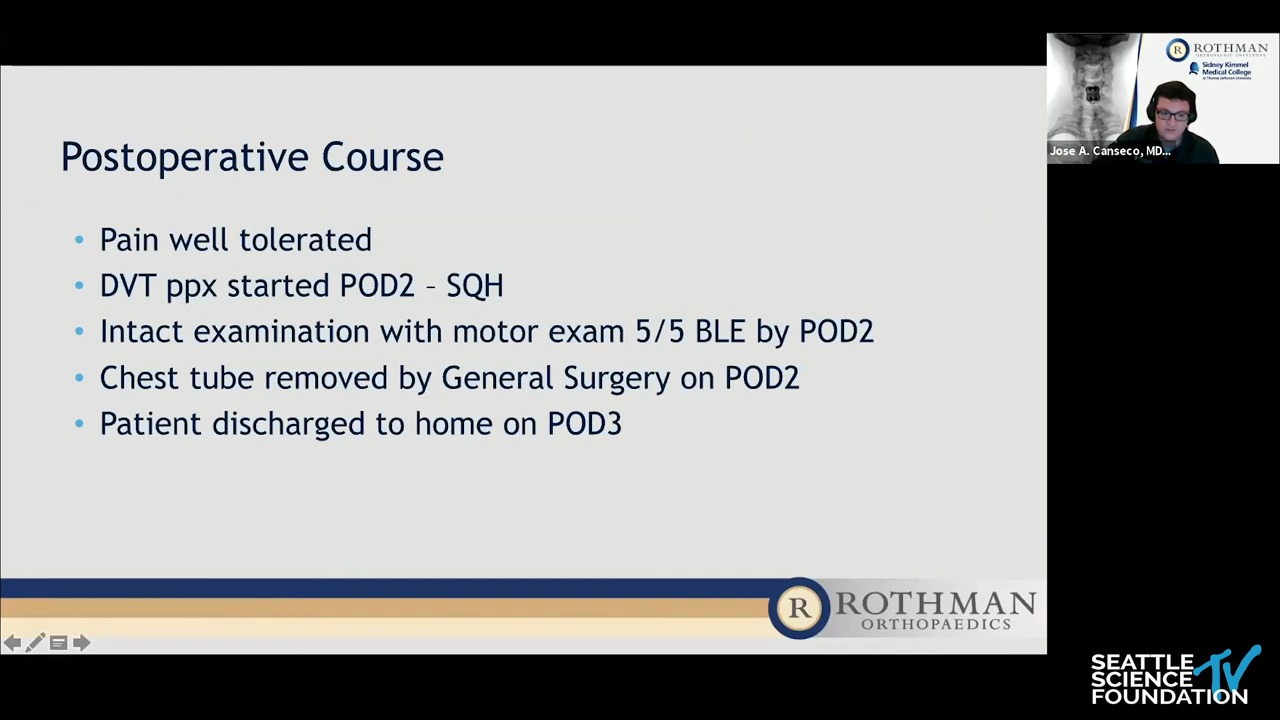 Postoperative Course
• Pain well tolerated
• DVT ppx started POD2 – SQH
• Intact examination with motor exam 5/5 BLE by POD2
• Chest tube removed by General Surgery on POD2
• Patient discharged to home on POD3
R ROTHMAN
ORTHOPAEDICS
R ROTHMAN
Sidney Kimmel
Medical College
at Thomas Jefferson University
Jose A. Canseco, MD...
SEATTLE
SCIENCE TV
FOUNDATION